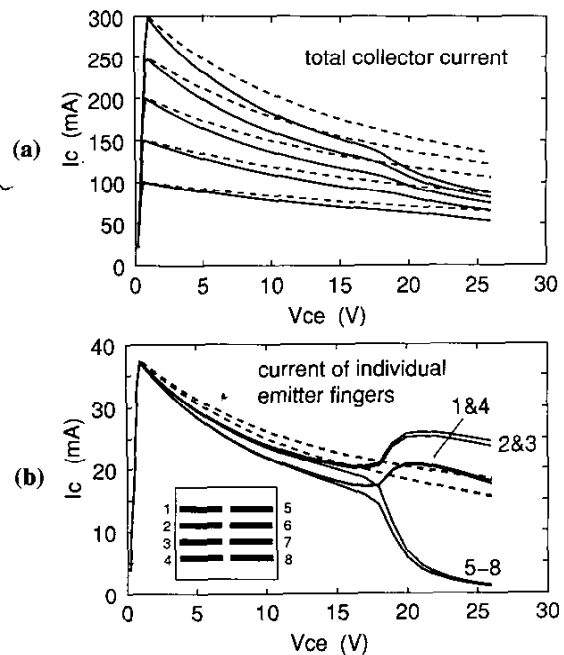 300
250
200
150
100
50
0
Ic (mA)
(a)
total collector current
0 5 10 15 20 25 30
Vce (V)
40
30
20
10
0
Ic (mA)
(b)
current of individual
emitter fingers
1&4
2&3
5-8
1 5
2 6
3 7
4 8
0 5 10 15 20 25 30
Vce (V)